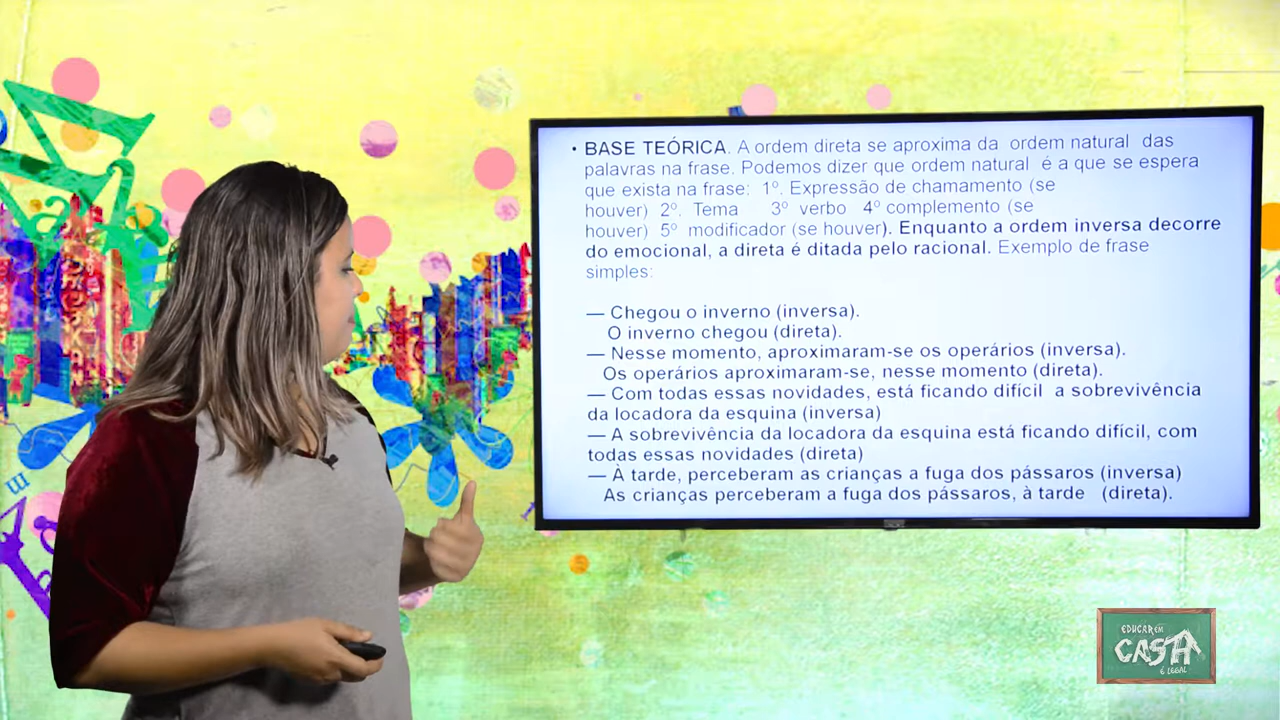 • BASE TEÓRICA. A ordem direta se aproxima da ordem natural das
palavras na frase. Podemos dizer que ordem natural é a que se espera
que exista na frase: 1º. Expressão de chamamento (se
houver) 2º. Tema 3º verbo 4º complemento (se
houver) 5º modificador (se houver). Enquanto a ordem inversa decorre
do emocional, a direta é ditada pelo racional. Exemplo de frase
simples:
— Chegou o inverno (inversa).
O inverno chegou (direta).
— Nesse momento, aproximaram-se os operários (inversa).
Os operários aproximaram-se, nesse momento (direta).
— Com todas essas novidades, está ficando difícil a sobrevivência
da locadora da esquina (inversa)
— A sobrevivência da locadora da esquina está ficando difícil, com
todas essas novidades (direta)
— À tarde, perceberam as crianças a fuga dos pássaros (inversa)
As crianças perceberam a fuga dos pássaros, à tarde (direta).
EDUCAR EM
CASA
É LEGAL